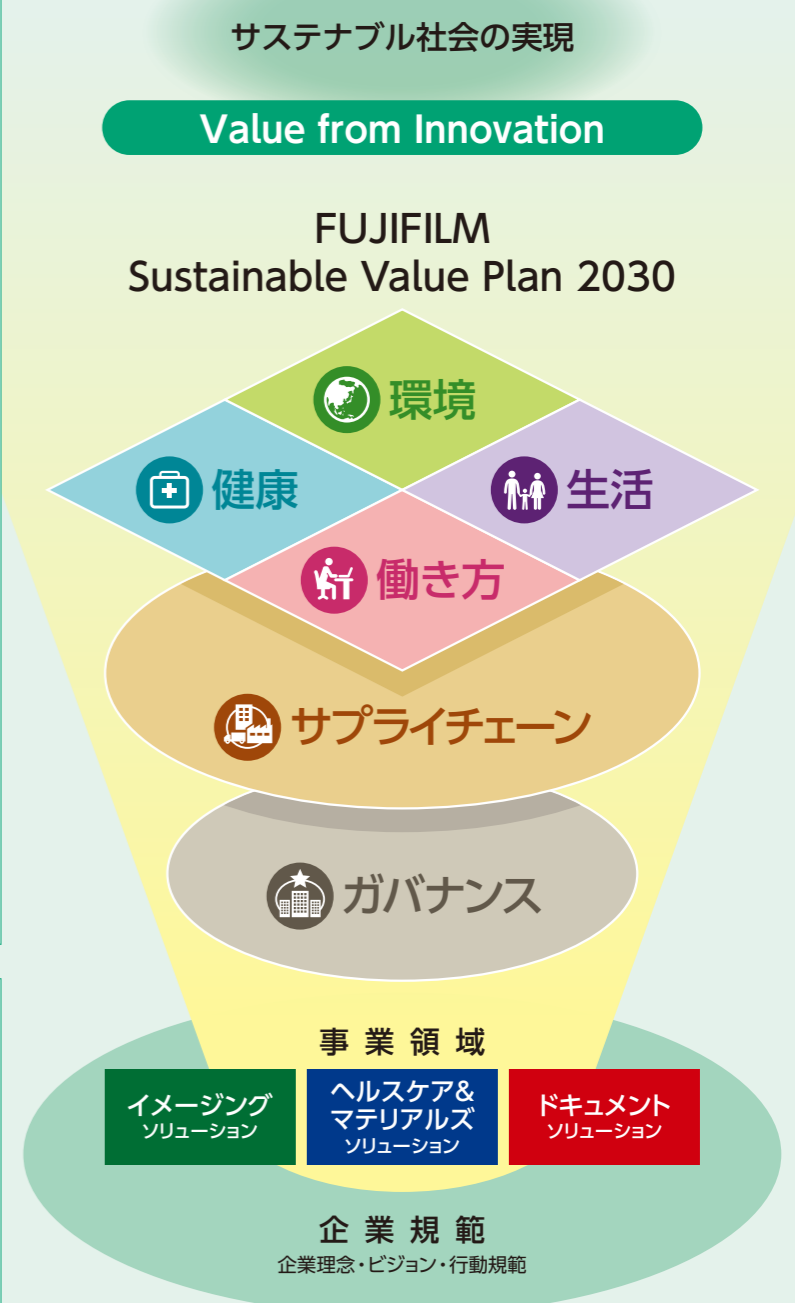 サステナブル社会の実現
Value from Innovation
FUJIFILM
Sustainable Value Plan 2030
環境
健康
生活
働き方
サプライチェーン
ガバナンス
事業領域
イメージング
ソリューション
ヘルスケア&
マテリアルズ
ソリューション
ドキュメント
ソリューション
企業規範
企業理念・ビジョン・行動規範